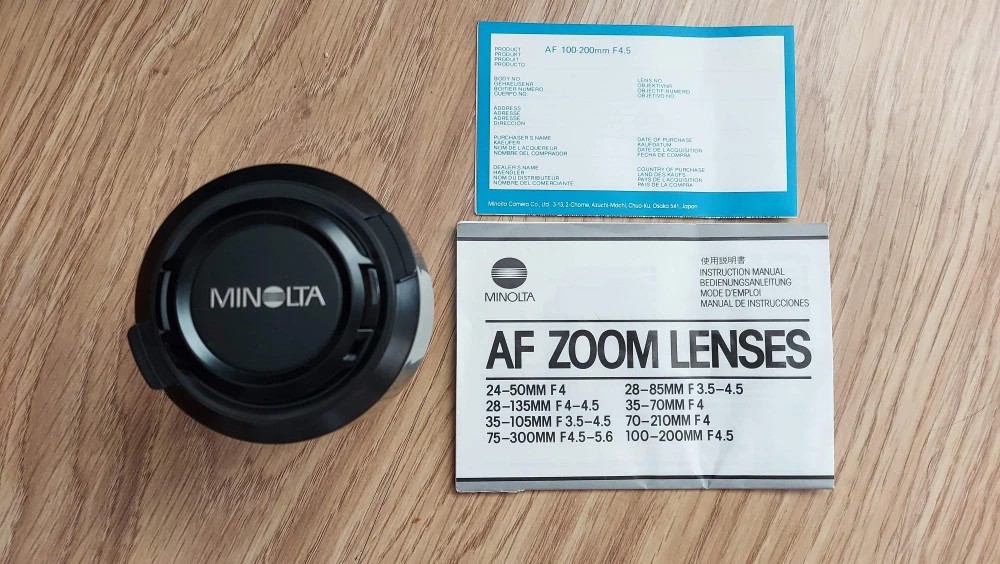 MINOLTA
PRODUCT
PRODUKT
PRODUIT
PRODUCTO
AF 100-200mm F4.5
BODY NO.
GEHAEUSENR.
BOITIER NUMERO
CUERPO NO.
LENS NO.
OBJEKTIVNR.
OBJECTIF NUMERO
OBJETIVO NO.
ADDRESS
ADRESSE
ADRESSE
DIRECCION
PURCHASER'S NAME
KAEUFER
NOM DE L'ACQUEREUR
NOMBRE DEL COMPRADOR
DATE OF PURCHASE
KAUFDATUM
DATE DE L'ACQUISITION
FECHA DE COMPRA
DEALER'S NAME
HAENDLER
NOM DU DISTRIBUTEUR
NOMBRE DEL COMERCIANTE
COUNTRY OF PURCHASE
LAND DES KAUFS
PAYS DE L'ACQUISITION
PAIS DE LA COMPRA
Minolta Camera Co., Ltd. 3-13, 2-Chome, Azuchi-Machi, Chuo-Ku, Osaka 541, Japan
MINOLTA
使用説明書
INSTRUCTION MANUAL
BEDIENUNGSANLEITUNG
MODE D'EMPLOI
MANUAL DE INSTRUCCIONES
AF ZOOM LENSES
24-50MM F4
28-135MM F4-4.5
35-105MM F3.5-4.5
75-300MM F4.5-5.6
28-85MM F3.5-4.5
35-70MM F4
70-210MM F4
100-200MM F4.5